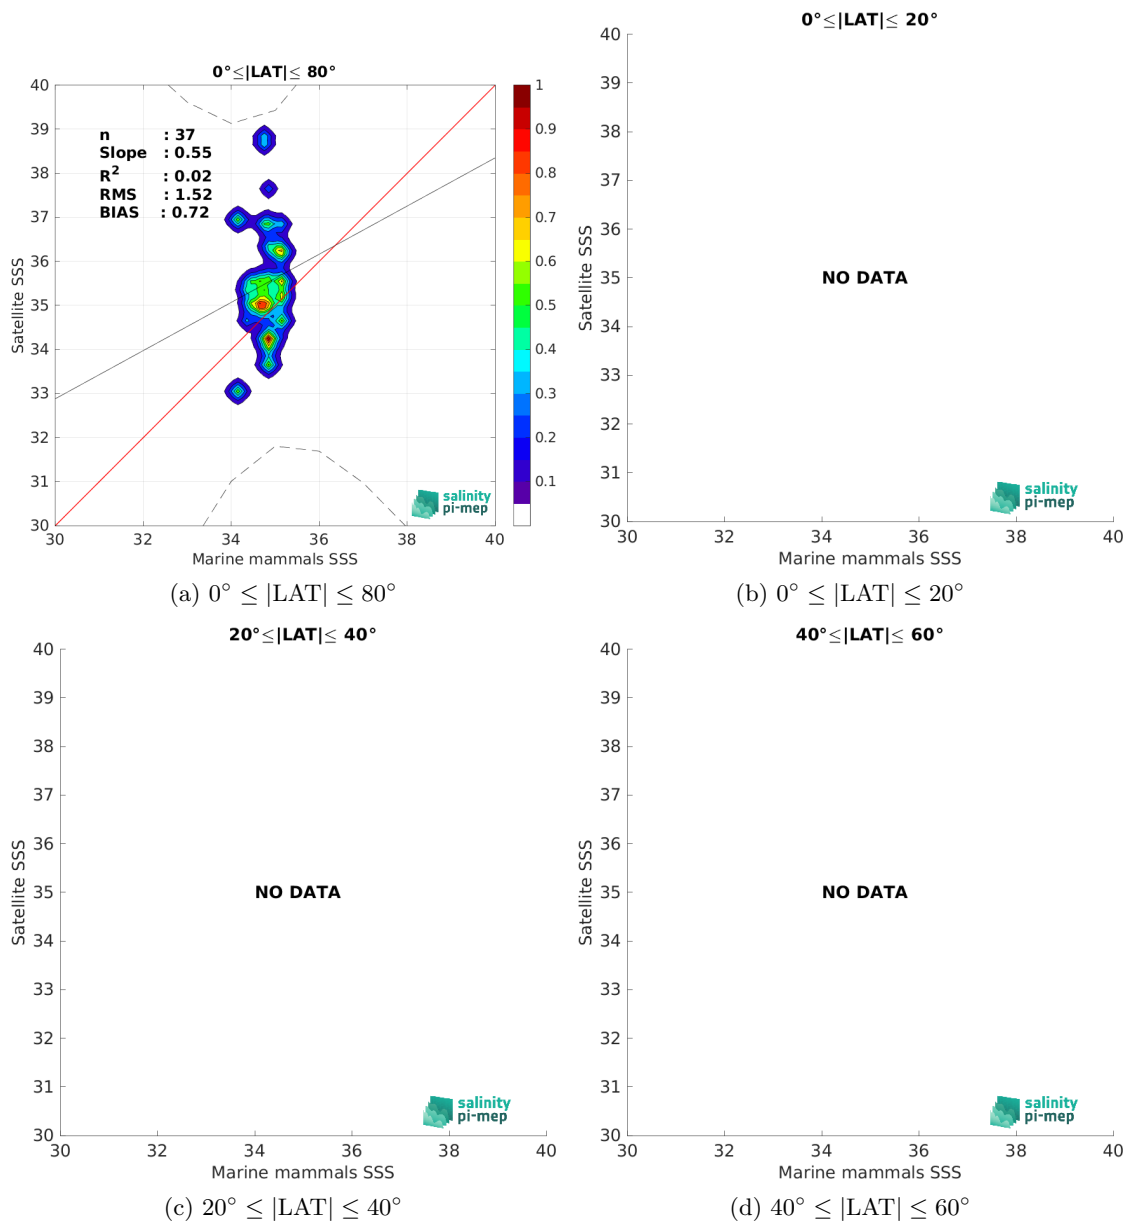 0°≤|LAT|≤ 80°
40
39
38
37
36
35
34
33
32
31
30
Satellite SSS
n : 37
Slope : 0.55
R² : 0.02
RMS : 1.52
BIAS : 0.72
1
0.9
0.8
0.7
0.6
0.5
0.4
0.3
0.2
0.1
salinity
pi-mep
30 32 34 36 38 40
Marine mammals SSS
(a) 0° ≤ |LAT| ≤ 80°
0°≤|LAT|≤ 20°
40
39
38
37
36
35
34
33
32
31
30
Satellite SSS
NO DATA
salinity
pi-mep
30 32 34 36 38 40
Marine mammals SSS
(b) 0° ≤ |LAT| ≤ 20°
20°≤|LAT|≤ 40°
40
39
38
37
36
35
34
33
32
31
30
Satellite SSS
NO DATA
salinity
pi-mep
30 32 34 36 38 40
Marine mammals SSS
(c) 20° ≤ |LAT| ≤ 40°
40°≤|LAT|≤ 60°
40
39
38
37
36
35
34
33
32
31
30
Satellite SSS
NO DATA
salinity
pi-mep
30 32 34 36 38 40
Marine mammals SSS
(d) 40° ≤ |LAT| ≤ 60°